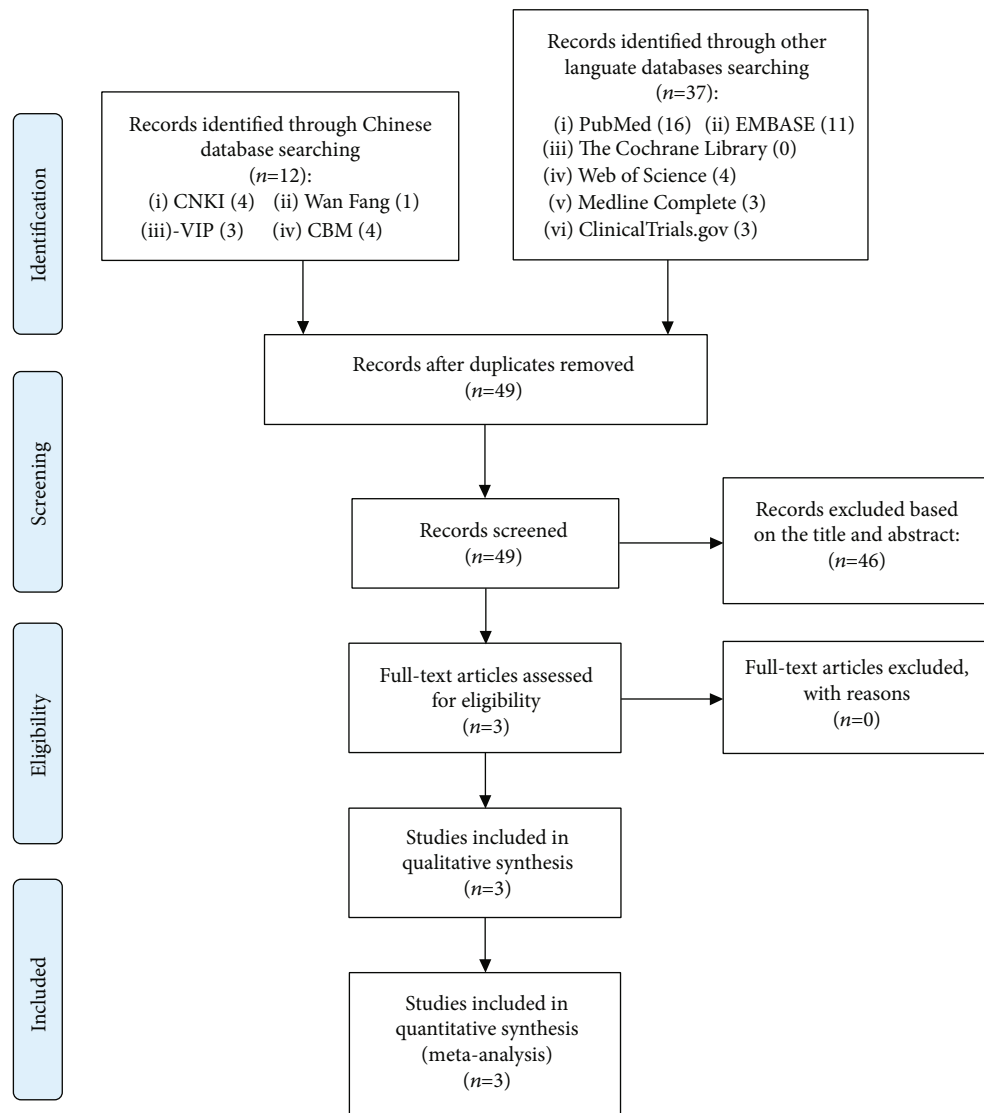 Identification
Records identified through Chinese
database searching
(n=12):
(i) CNKI (4) (ii) Wan Fang (1)
(iii)-VIP (3) (iv) CBM (4)
Records identified through other
languate databases searching
(n=37):
(i) PubMed (16) (ii) EMBASE (11)
(iii) The Cochrane Library (0)
(iv) Web of Science (4)
(v) Medline Complete (3)
(vi) ClinicalTrials.gov (3)
Records after duplicates removed
(n=49)
Screening
Records screened
(n=49)
Records excluded based
on the title and abstract:
(n=46)
Eligibility
Full-text articles assessed
for eligibility
(n=3)
Full-text articles excluded,
with reasons
(n=0)
Studies included in
qualitative synthesis
(n=3)
Included
Studies included in
quantitative synthesis
(meta-analysis)
(n=3)